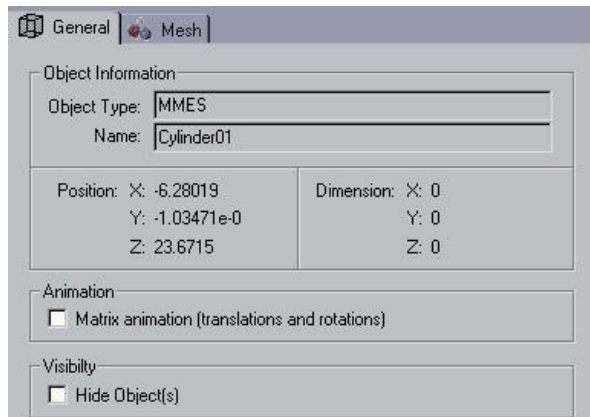 General Mesh
Object Information
Object Type: MMES
Name: Cylinder01
Position: X: -6.28019 Dimension: X: 0
Y: -1.03471e-0 Y: 0
Z: 23.6715 Z: 0
Animation
Matrix animation (translations and rotations)
Visibilty
Hide Object(s)